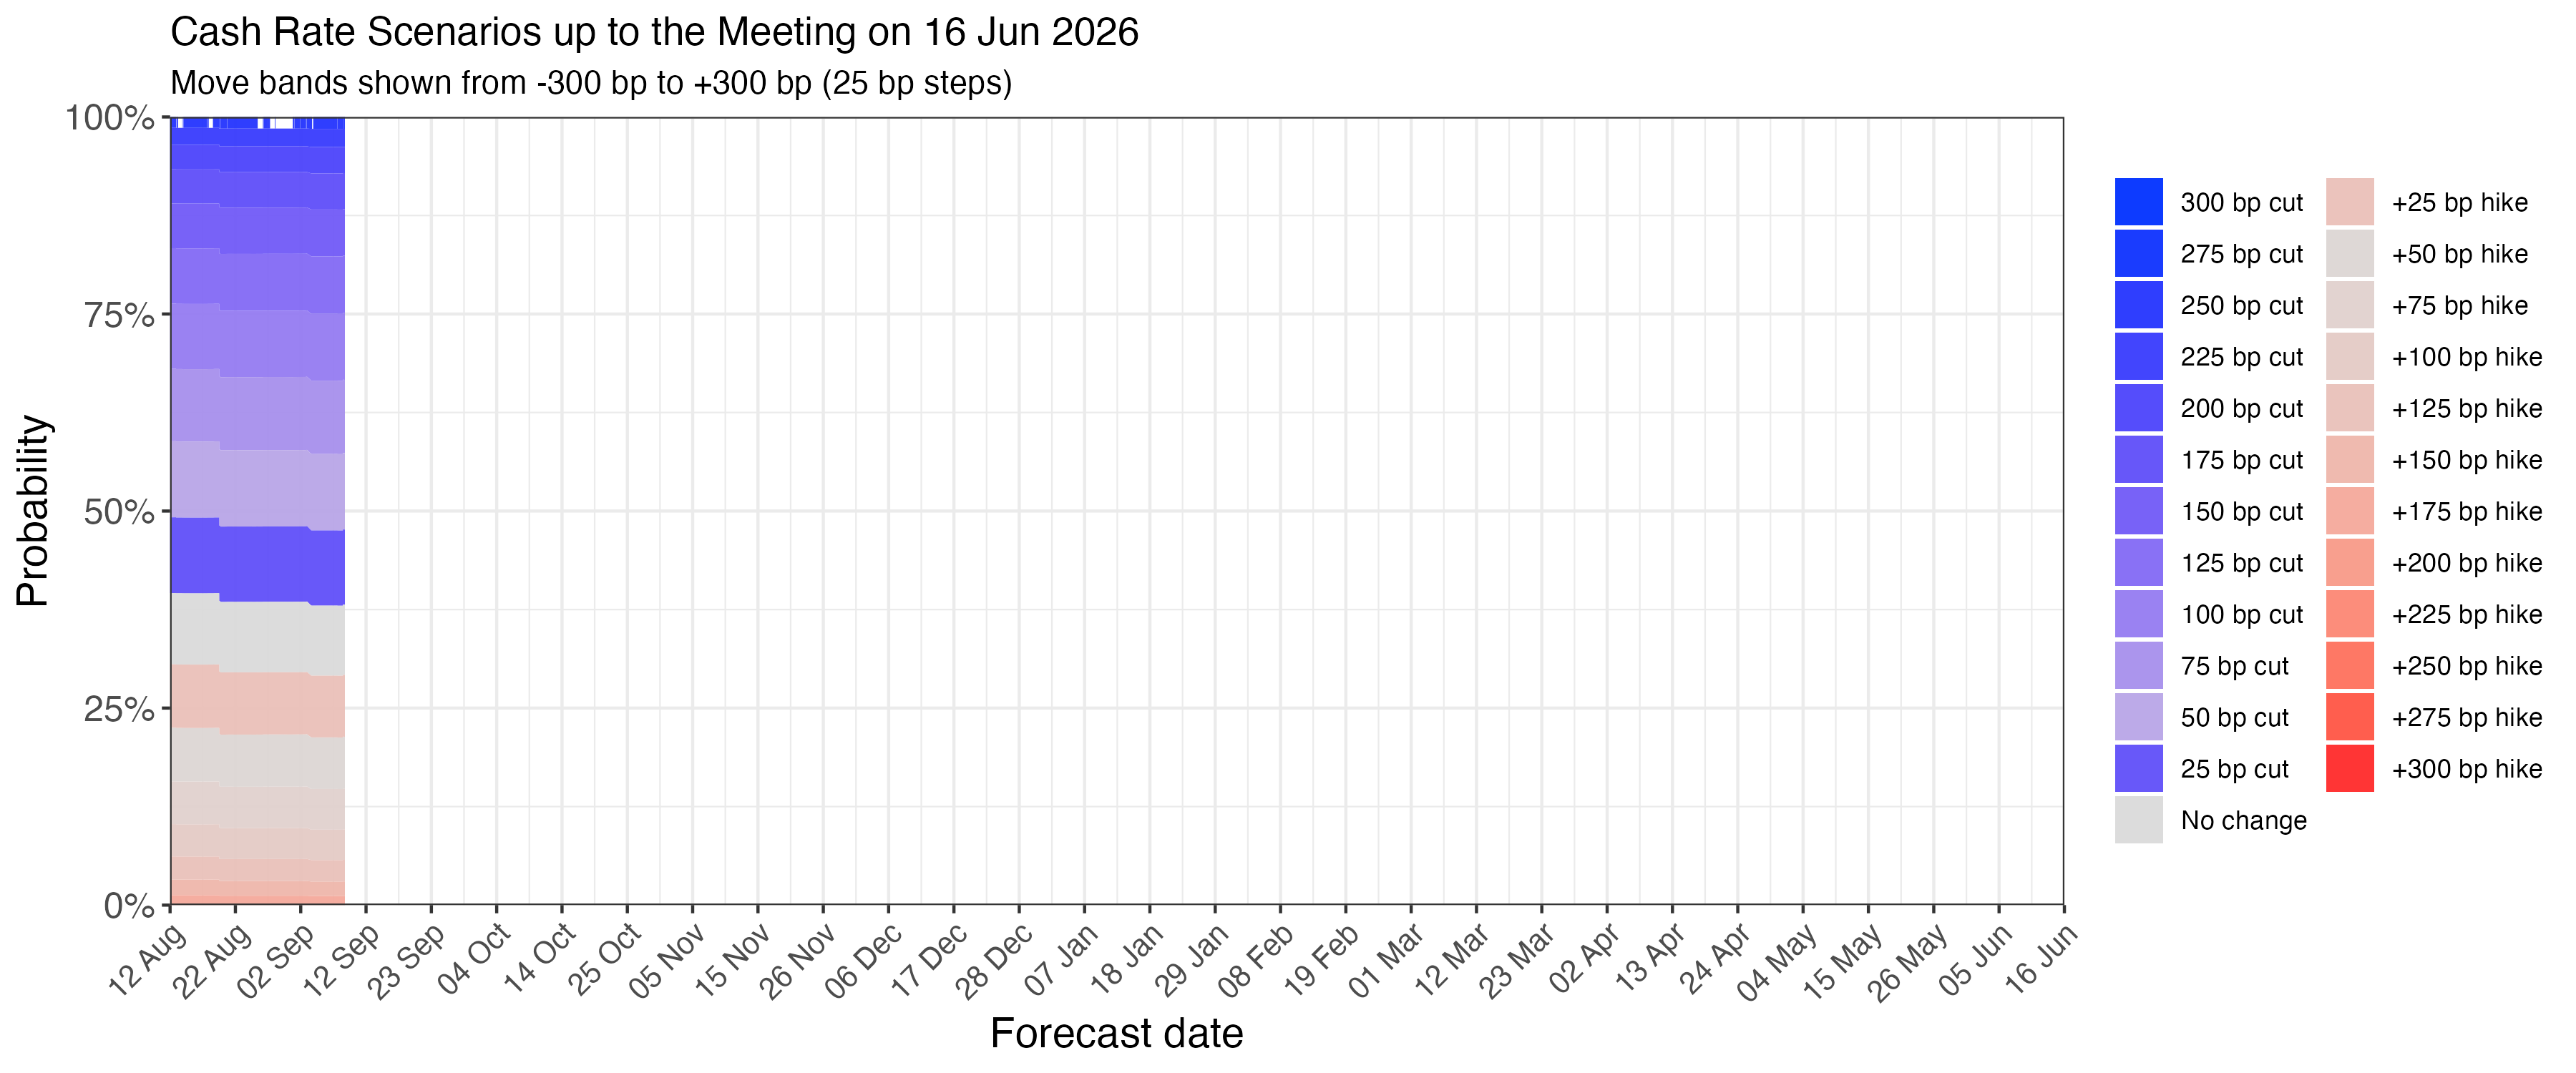 Cash Rate Scenarios up to the Meeting on 16 Jun 2026
Move bands shown from -300 bp to +300 bp (25 bp steps)
Probability
100%
75%
50%
25%
0%
12 Aug
22 Aug
02 Sep
12 Sep
23 Sep
04 Oct
14 Oct
25 Oct
05 Nov
15 Nov
26 Nov
06 Dec
17 Dec
28 Dec
07 Jan
18 Jan
29 Jan
08 Feb
19 Feb
01 Mar
12 Mar
23 Mar
02 Apr
13 Apr
24 Apr
04 May
15 May
26 May
05 Jun
16 Jun
Forecast date
300 bp cut
275 bp cut
250 bp cut
225 bp cut
200 bp cut
175 bp cut
150 bp cut
125 bp cut
100 bp cut
75 bp cut
50 bp cut
25 bp cut
No change
+25 bp hike
+50 bp hike
+75 bp hike
+100 bp hike
+125 bp hike
+150 bp hike
+175 bp hike
+200 bp hike
+225 bp hike
+250 bp hike
+275 bp hike
+300 bp hike